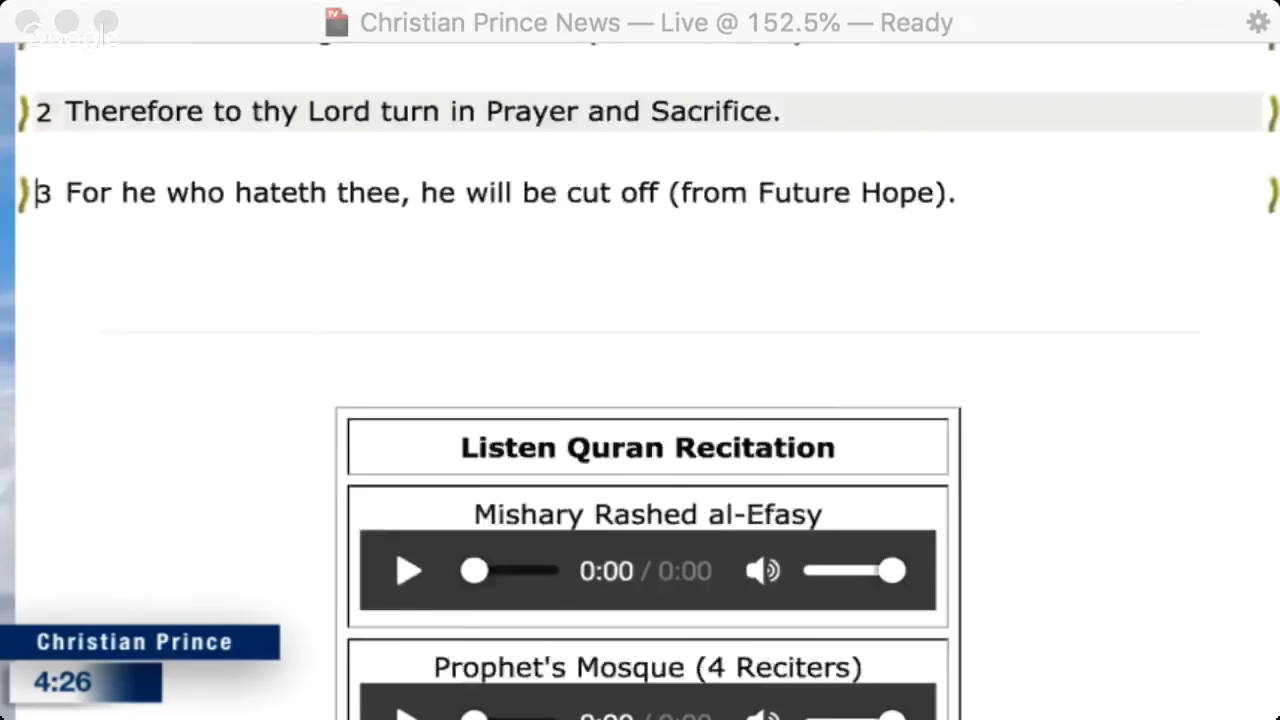 Christian Prince News — Live @ 152.5% — Ready
Google
2 Therefore to thy Lord turn in Prayer and Sacrifice.
3 For he who hateth thee, he will be cut off (from Future Hope).
Listen Quran Recitation
Mishary Rashed al-Efasy
0:00 / 0:00
Christian Prince
4:26
Prophet's Mosque (4 Reciters)